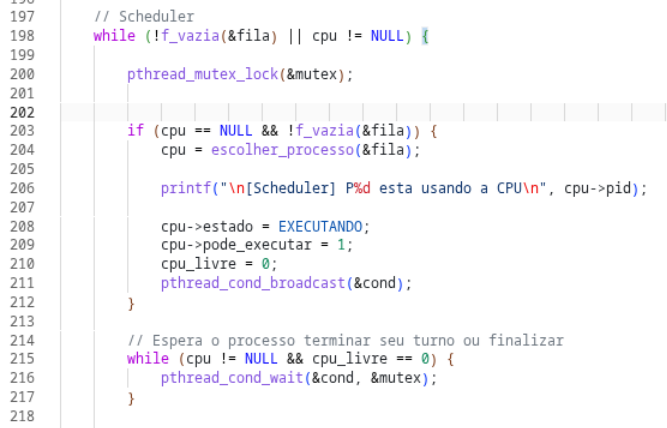 196
197 // Scheduler
198 while (!f_vazia(&fila) || cpu != NULL) {
199
200 pthread_mutex_lock(&mutex);
201
202
203 if (cpu == NULL && !f_vazia(&fila)) {
204 cpu = escolher_processo(&fila);
205
206 printf("\n[Scheduler] P%d esta usando a CPU\n", cpu->pid);
207
208 cpu->estado = EXECUTANDO;
209 cpu->pode_executar = 1;
210 cpu_livre = 0;
211 pthread_cond_broadcast(&cond);
212 }
213
214 // Espera o processo terminar seu turno ou finalizar
215 while (cpu != NULL && cpu_livre == 0) {
216 pthread_cond_wait(&cond, &mutex);
217 }
218